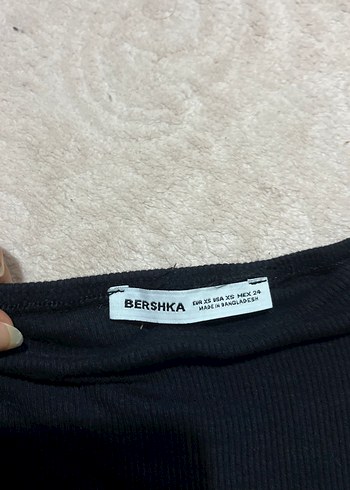 BERSHKA
EUR XS USA XS MEX 24
MADE IN BANGLADESH